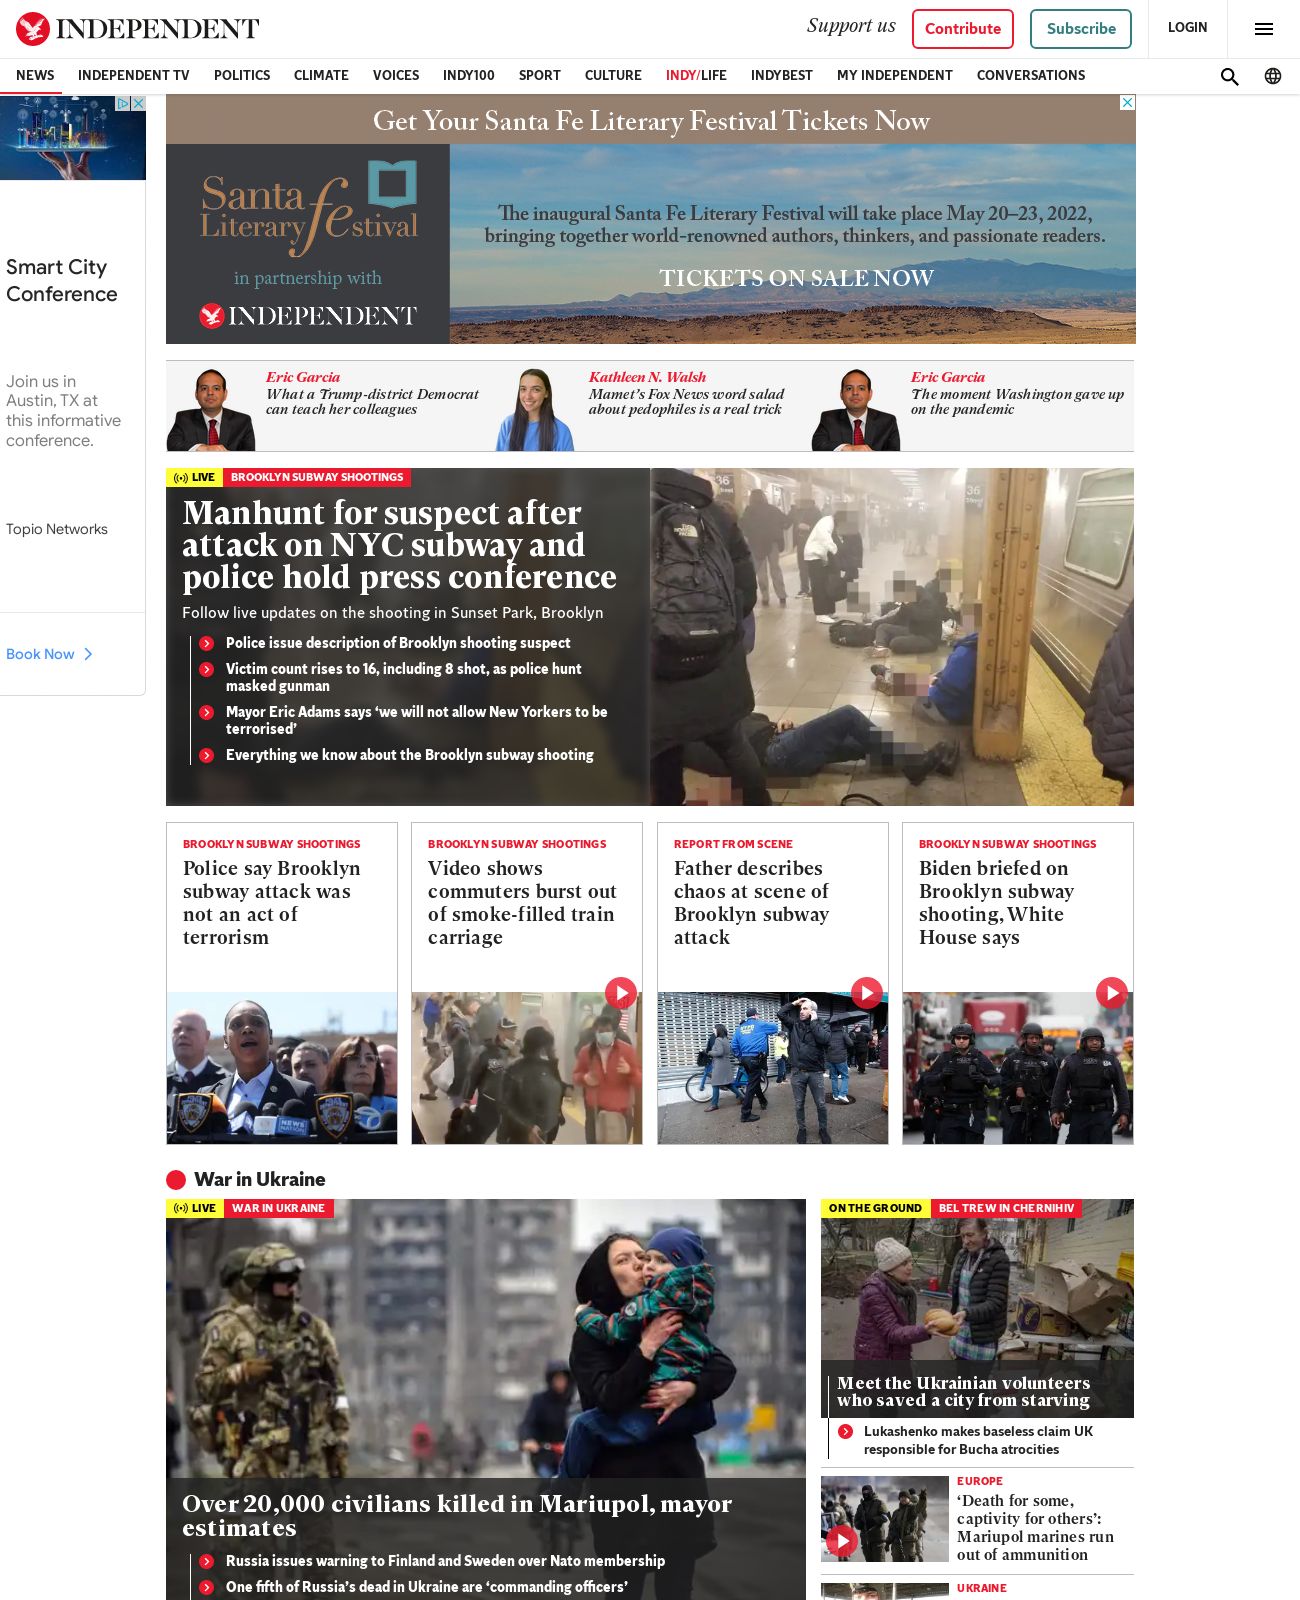 INDEPENDENT
Support us
Contribute
Subscribe
LOGIN
NEWS
INDEPENDENT TV
POLITICS
CLIMATE
VOICES
INDY100
SPORT
CULTURE
INDY/LIFE
INDYBEST
MY INDEPENDENT
CONVERSATIONS
Smart City
Conference
Join us in
Austin, TX at
this informative
conference.
Topio Networks
Book Now
Get Your Santa Fe Literary Festival Tickets Now
Santa fe
Literary Festival
in partnership with
INDEPENDENT
The inaugural Santa Fe Literary Festival will take place May 20–23, 2022,
bringing together world-renowned authors, thinkers, and passionate readers.
TICKETS ON SALE NOW
Eric Garcia
What a Trump-district Democrat
can teach her colleagues
Kathleen N. Walsh
Mamet's Fox News word salad
about pedophiles is a real trick
Eric Garcia
The moment Washington gave up
on the pandemic
LIVE
BROOKLYN SUBWAY SHOOTINGS
Manhunt for suspect after
attack on NYC subway and
police hold press conference
Follow live updates on the shooting in Sunset Park, Brooklyn
Police issue description of Brooklyn shooting suspect
Victim count rises to 16, including 8 shot, as police hunt
masked gunman
Mayor Eric Adams says ‘we will not allow New Yorkers to be
terrorised’
Everything we know about the Brooklyn subway shooting
36
36
BROOKLYN SUBWAY SHOOTINGS
Police say Brooklyn
subway attack was
not an act of
terrorism
NEWS
NATION
BROOKLYN SUBWAY SHOOTINGS
Video shows
commuters burst out
of smoke-filled train
carriage
REPORT FROM SCENE
Father describes
chaos at scene of
Brooklyn subway
attack
BROOKLYN SUBWAY SHOOTINGS
Biden briefed on
Brooklyn subway
shooting, White
House says
War in Ukraine
LIVE
WAR IN UKRAINE
Over 20,000 civilians killed in Mariupol, mayor
estimates
Russia issues warning to Finland and Sweden over Nato membership
One fifth of Russia’s dead in Ukraine are ‘commanding officers’
ON THE GROUND
BEL TREW IN CHERNIHIV
Meet the Ukrainian volunteers
who saved a city from starving
Lukashenko makes baseless claim UK
responsible for Bucha atrocities
EUROPE
‘Death for some,
captivity for others’:
Mariupol marines run
out of ammunition
UKRAINE